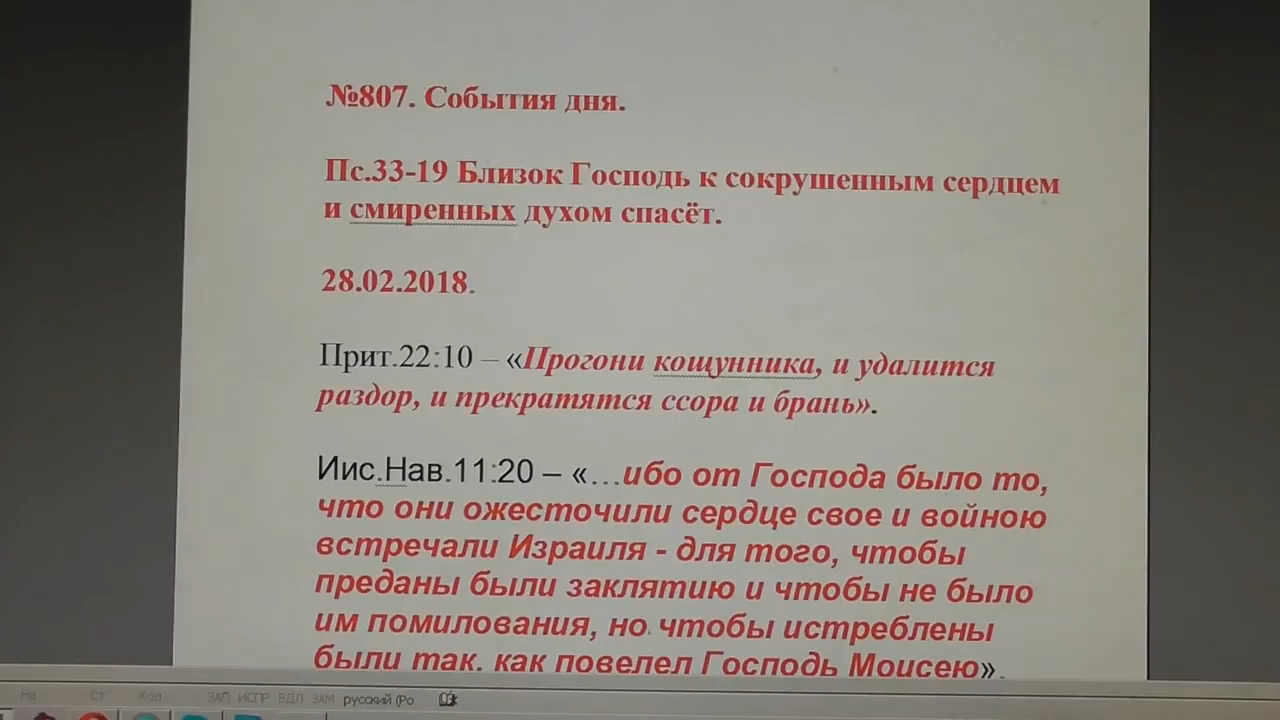 №807. События дня.
Пс.33-19 Близок Господь к сокрушенным сердцем
и смиренных духом спасёт.
28.02.2018.
Прит.22:10 – «Прогони кощунника, и удалится
раздор, и прекратятся ссора и брань».
Иис.Нав.11:20 – «…ибо от Господа было то,
что они ожесточили сердце свое и войною
встречали Израиля - для того, чтобы
преданы были заклятию и чтобы не было
им помилования, но чтобы истреблены
были так, как повелел Господь Моисею».
На Ст Кол ЗАП ИСПР ВДЛ ЗАМ русский (Ро